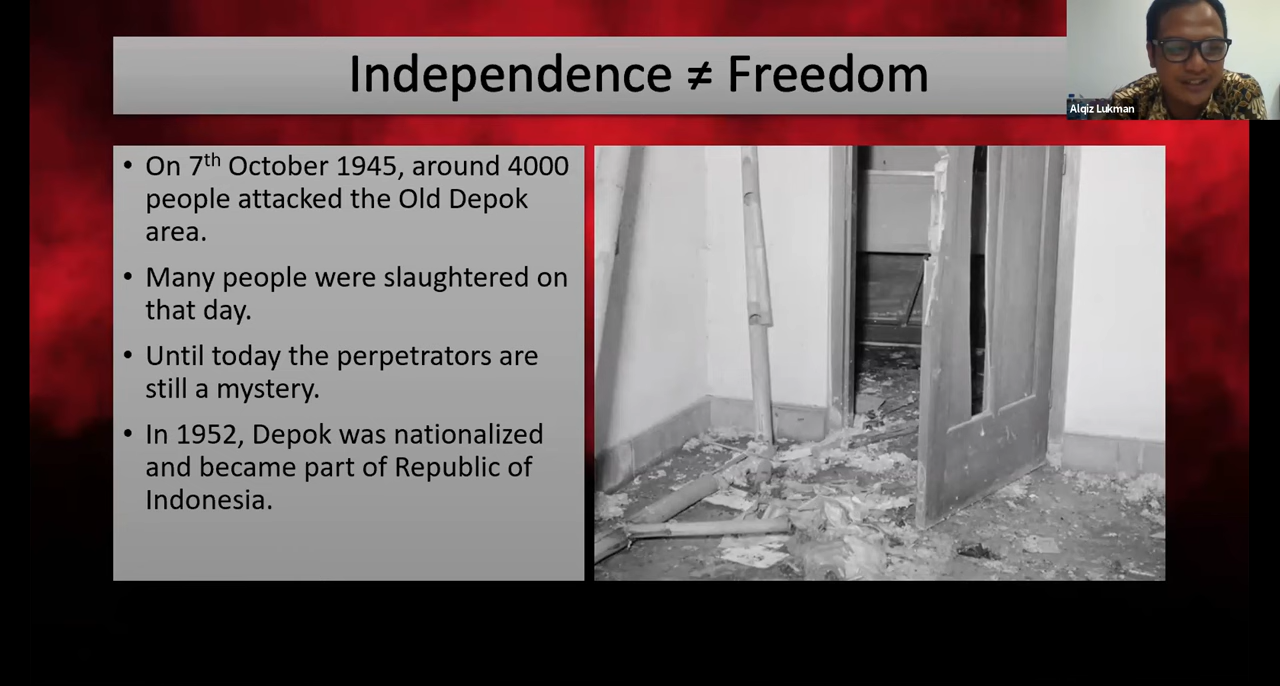 Independence ≠ Freedom
Alqiz Lukman
• On 7th October 1945, around 4000
people attacked the Old Depok
area.
• Many people were slaughtered on
that day.
• Until today the perpetrators are
still a mystery.
• In 1952, Depok was nationalized
and became part of Republic of
Indonesia.